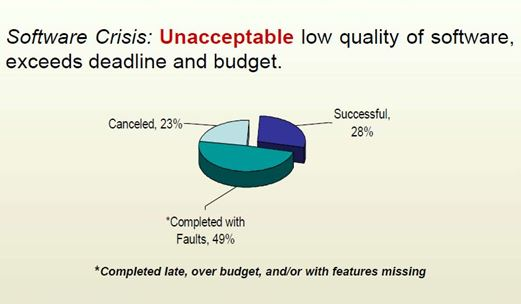 Software Crisis: Unacceptable low quality of software,
exceeds deadline and budget.
Canceled, 23%
Successful,
28%
*Completed with
Faults, 49%
*Completed late, over budget, and/or with features missing